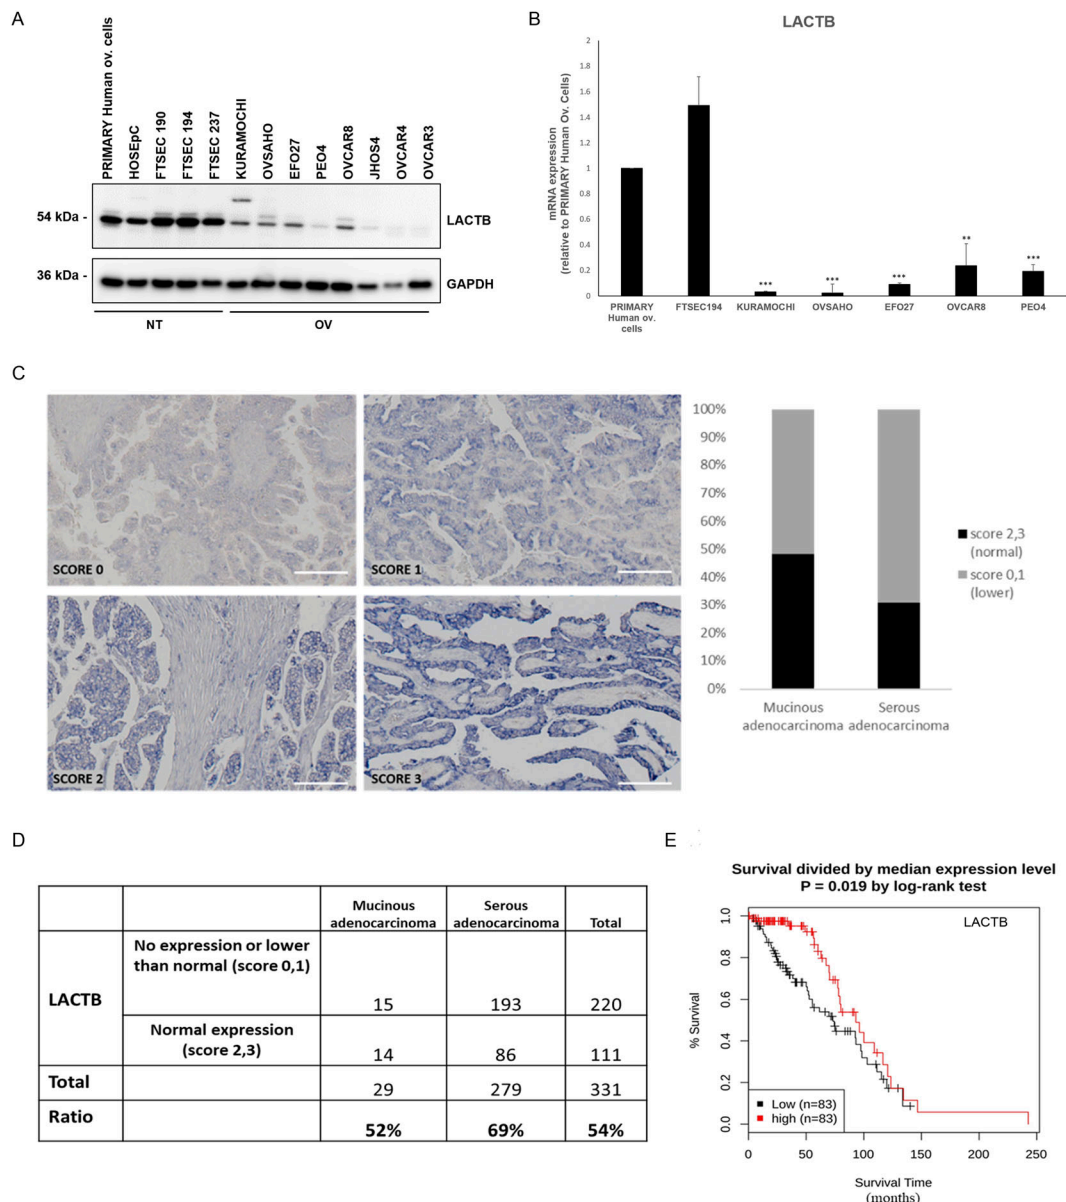 A
PRIMARY Human ov. cells
HOSEpC
FTSEC 190
FTSEC 194
FTSEC 237
KURAMOCHI
OVSAHO
EFO27
PEO4
OVCAR8
JHOS4
OVCAR4
OVCAR3
54 kDa -
LACTB
36 kDa -
GAPDH
NT
OV
B
LACTB
mRNA expression
(relative to PRIMARY Human Ov. Cells)
2
1.8
1.6
1.4
1.2
1
0.8
0.6
0.4
0.2
0
*** *** *** ** ***
PRIMARY
Human ov.
cells
FTSEC194
KURAMOCHI
OVSAHO
EFO27
OVCAR8
PEO4
C
SCORE 0
SCORE 1
SCORE 2
SCORE 3
100%
90%
80%
70%
60%
50%
40%
30%
20%
10%
0%
Mucinous
adenocarcinoma
Serous
adenocarcinoma
score 2,3
(normal)
score 0,1
(lower)
D
Mucinous
adenocarcinoma
Serous
adenocarcinoma
Total
LACTB
No expression or lower
than normal (score 0,1)
15 193 220
Normal expression
(score 2,3)
14 86 111
Total 29 279 331
Ratio 52% 69% 54%
E
Survival divided by median expression level
P = 0.019 by log-rank test
LACTB
% Survival
1.0
0.8
0.6
0.4
0.2
0.0
Low (n=83)
high (n=83)
0 50 100 150 200 250
Survival Time
(months)